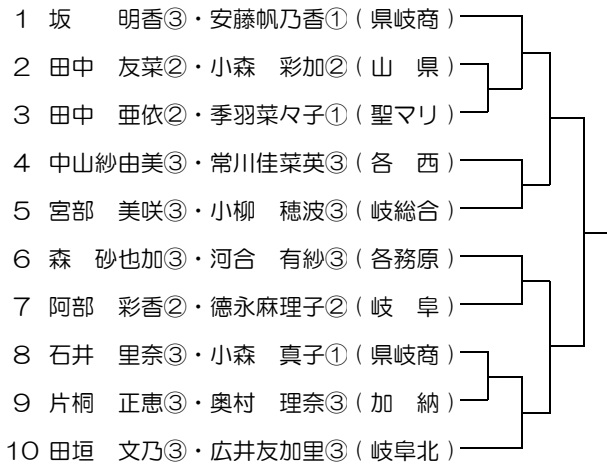 1 坂　　明香③・安藤帆乃香①(県岐商)
2 田中　友菜②・小森　彩加②(山　県)
3 田中　亜依②・季羽菜々子①(聖マリ)
4 中山紗由美③・常川佳菜英③(各　西)
5 宮部　美咲③・小柳　穂波③(岐総合)
6 森　砂也加③・河合　有紗③(各務原)
7 阿部　彩香②・徳永麻理子②(岐　阜)
8 石井　里奈③・小森　真子①(県岐商)
9 片桐　正恵③・奥村　理奈③(加　納)
10 田垣　文乃③・広井友加里③(岐阜北)